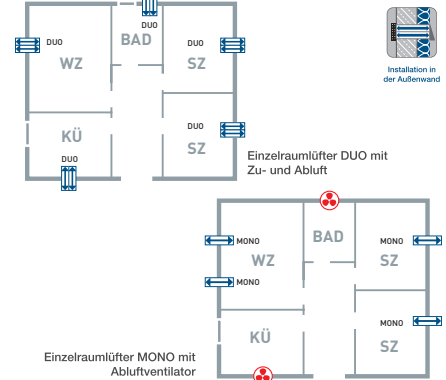 DUO
BAD
DUO
WZ
DUO
SZ
KÜ
DUO
DUO
SZ
Installation in
der Außenwand
Einzelraumlüfter DUO mit
Zu- und Abluft
MONO
WZ
MONO
BAD
MONO
SZ
KÜ
MONO
SZ
Einzelraumlüfter MONO mit
Abluftventilator